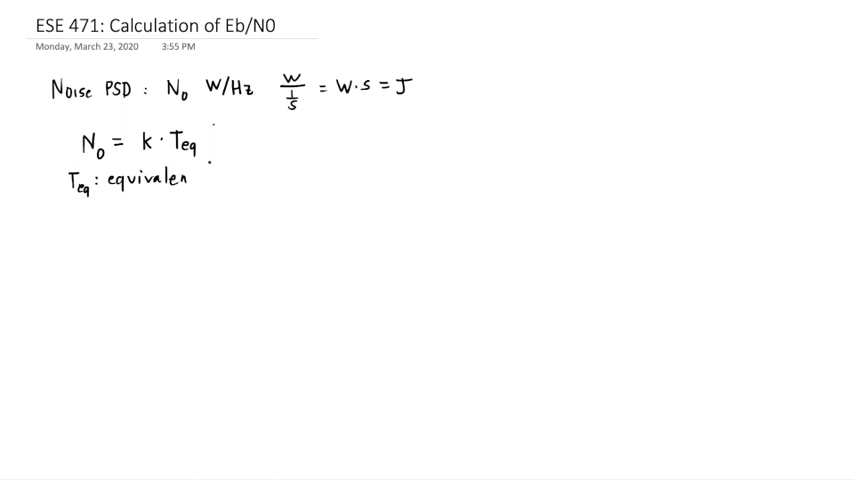 ESE 471: Calculation of Eb/N0
Monday, March 23, 2020 3:55 PM
Noise PSD : N₀ W/Hz W/(1/s) = W·s = J
N₀ = k · Teq
Teq : equivalen